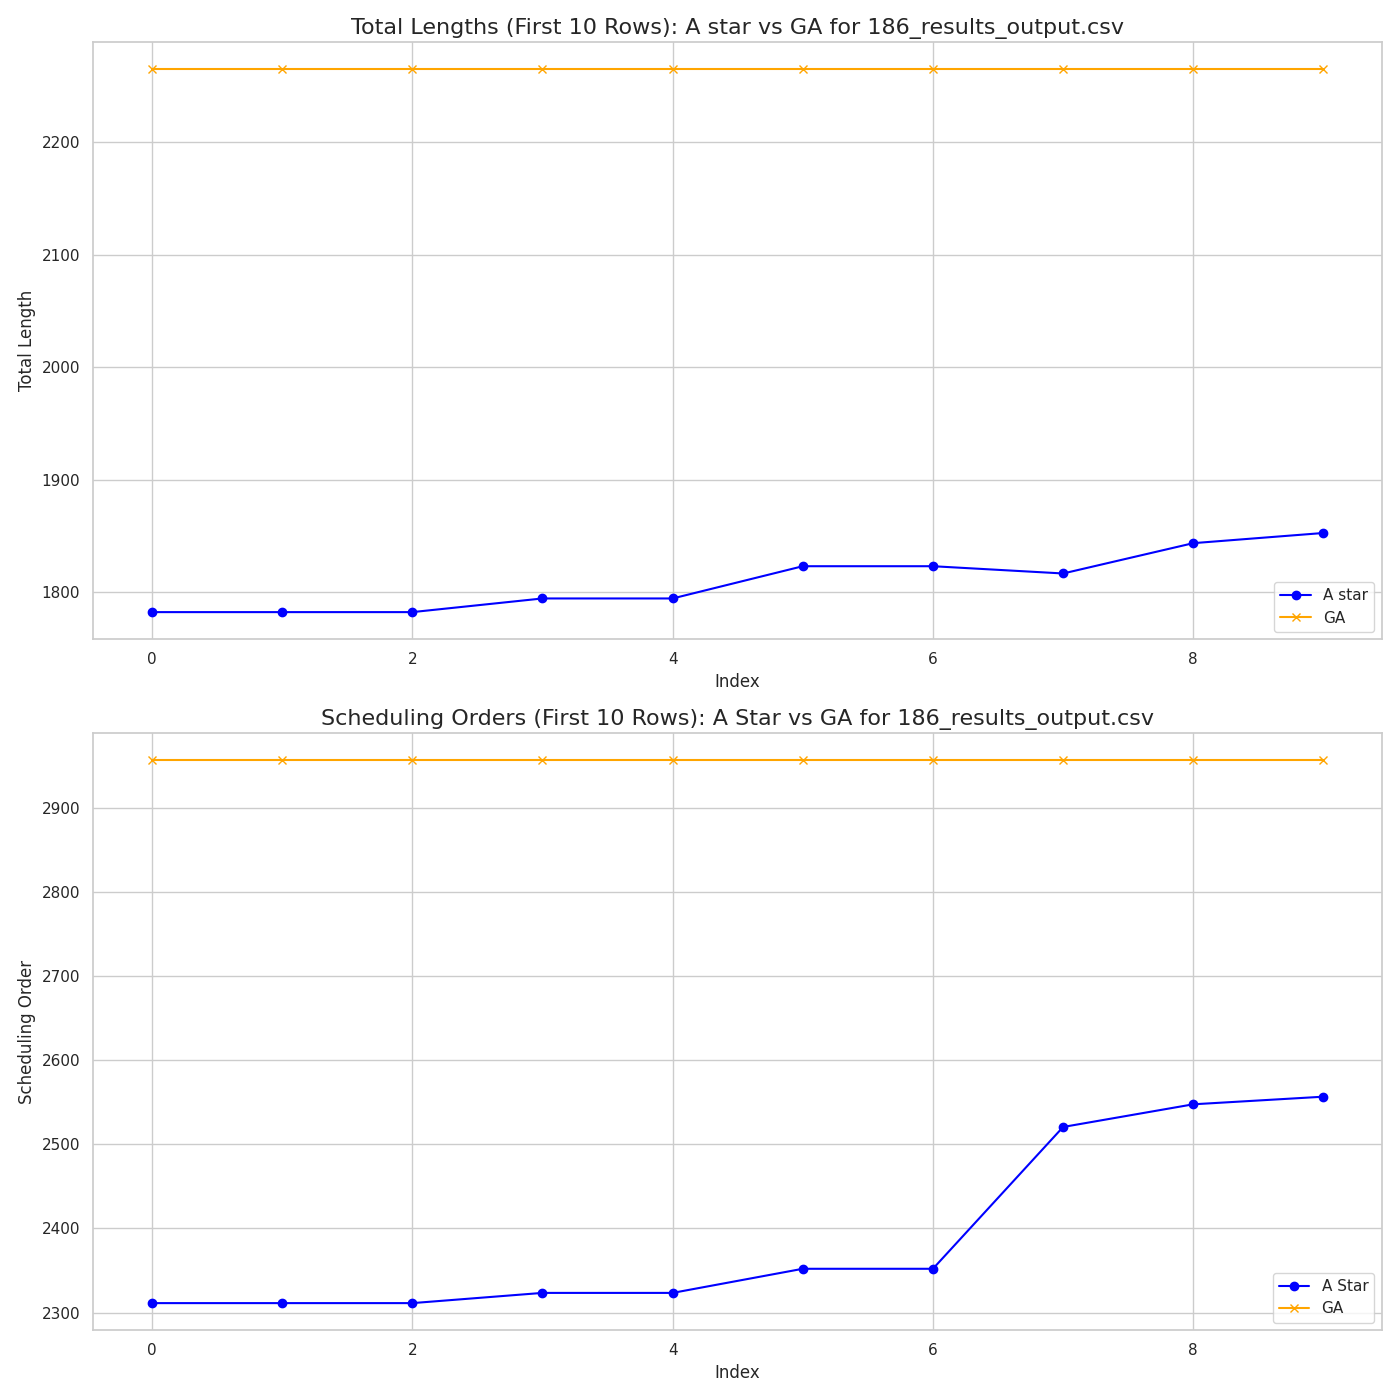 Total Lengths (First 10 Rows): A star vs GA for 186_results_output.csv
2200
2100
2000
1900
1800
Total Length
A star
GA
0 2 4 6 8
Index
Scheduling Orders (First 10 Rows): A Star vs GA for 186_results_output.csv
2900
2800
2700
2600
2500
2400
2300
Scheduling Order
A Star
GA
0 2 4 6 8
Index